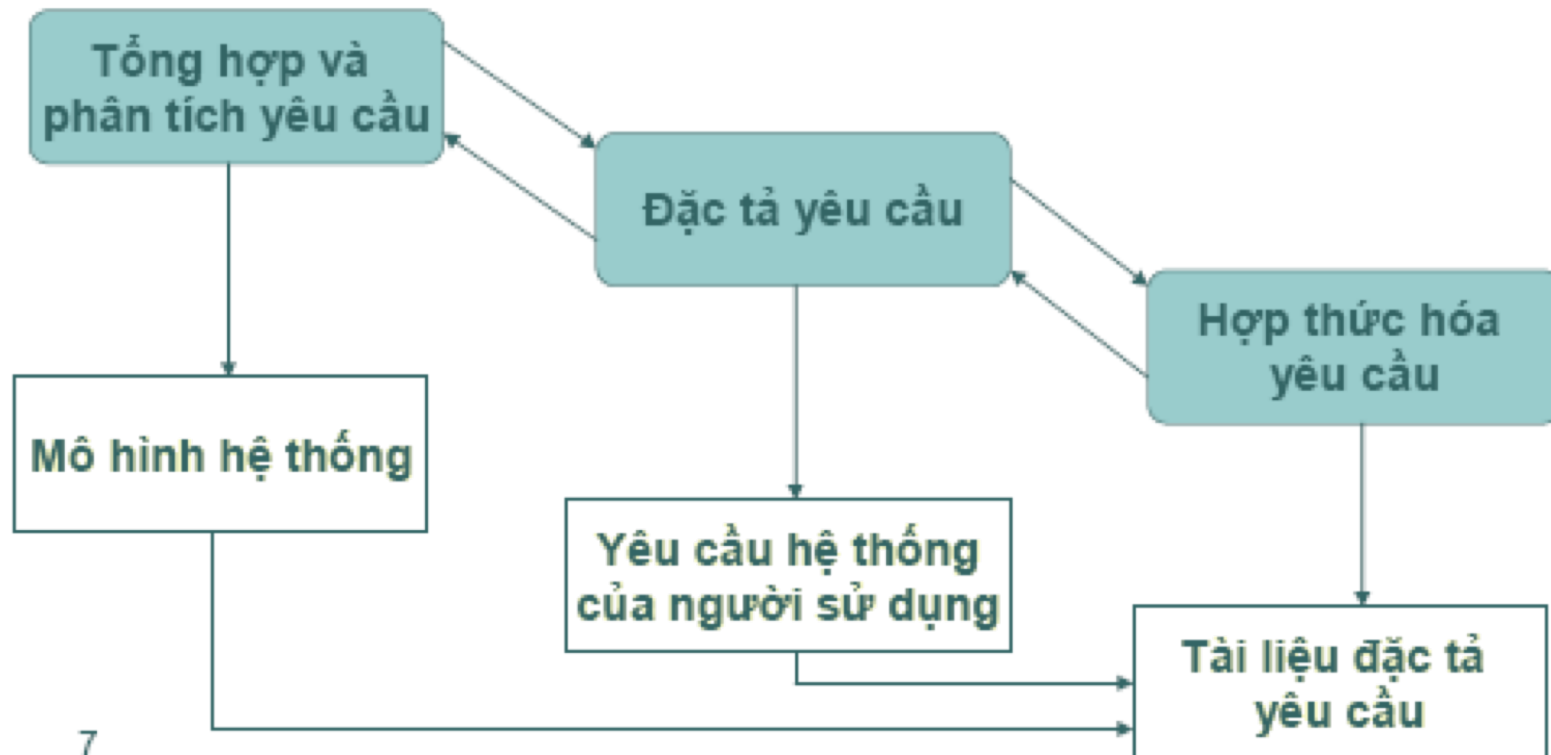 Tổng hợp và
phân tích yêu cầu
Đặc tả yêu cầu
Hợp thức hóa
yêu cầu
Mô hình hệ thống
Yêu cầu hệ thống
của người sử dụng
Tài liệu đặc tả
yêu cầu
7